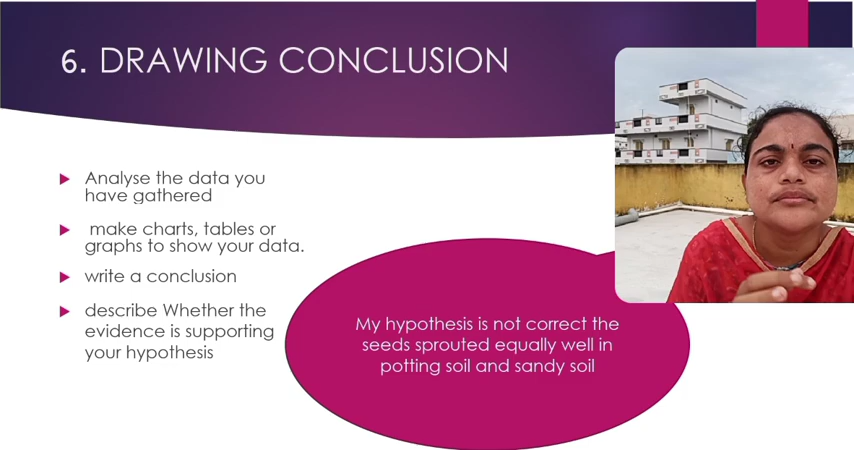 6. DRAWING CONCLUSION
Analyse the data you
have gathered
make charts, tables or
graphs to show your data.
write a conclusion
describe Whether the
evidence is supporting
your hypothesis
My hypothesis is not correct the
seeds sprouted equally well in
potting soil and sandy soil